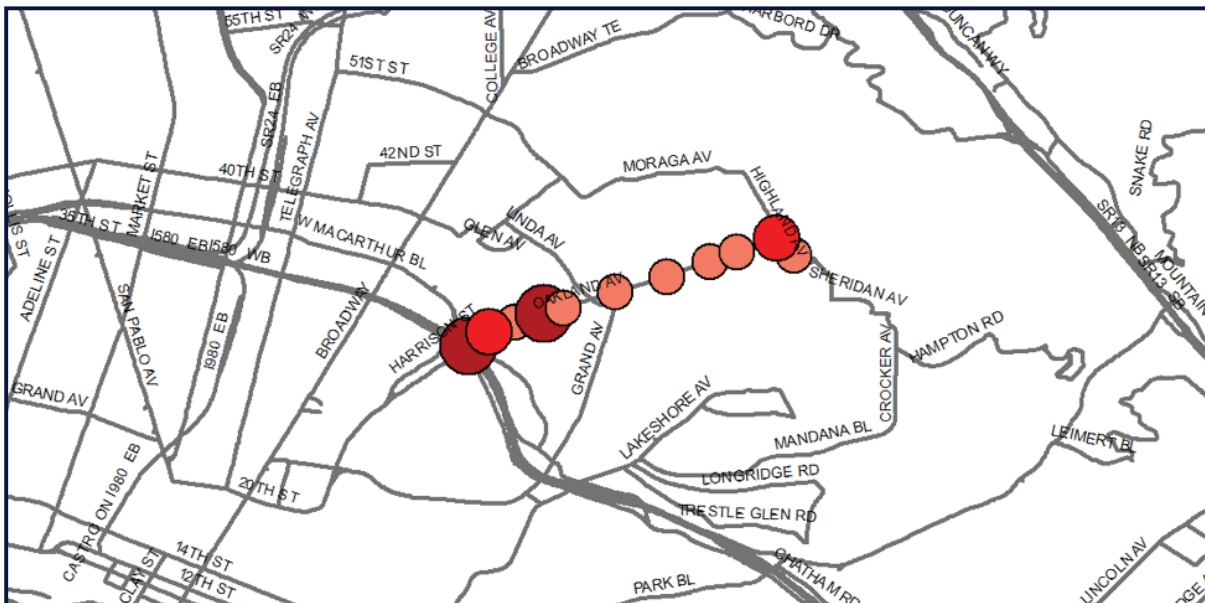 55TH ST
SR24 W
COLLEGE AV
BROADWAY TE
HARBORD DR
DUNCAN WY
51ST ST
SR24 EB
TELEGRAPH AV
42ND ST
MARKET ST
40TH ST
MORAGA AV
HIGHLAND AV
SNAKE RD
LINDA AV
GLEN AV
W MACARTHUR BL
35TH ST
I580 EB
I580 WB
ADELINE ST
SAN PABLO AV
I980 EB
BROADWAY
HARRISON ST
OAKLAND AV
SHERIDAN AV
SR13 NB
SR13 SB
MOUNTAIN
GRAND AV
GRAND AV
CROCKER AV
HAMPTON RD
LAKESHORE AV
MANDANA BL
LEIMERT BL
LONGRIDGE RD
TRESTLE GLEN RD
20TH ST
CASTRO ON I980 EB
14TH ST
12TH ST
CLAY ST
PARK BL
CHATHAM RD
LINCOLN AV